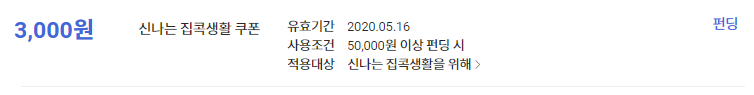 3,000원 신나는 집콕생활 쿠폰 유효기간 2020.05.16 펀딩
사용조건 50,000원 이상 펀딩 시
적용대상 신나는 집콕생활을 위해 >